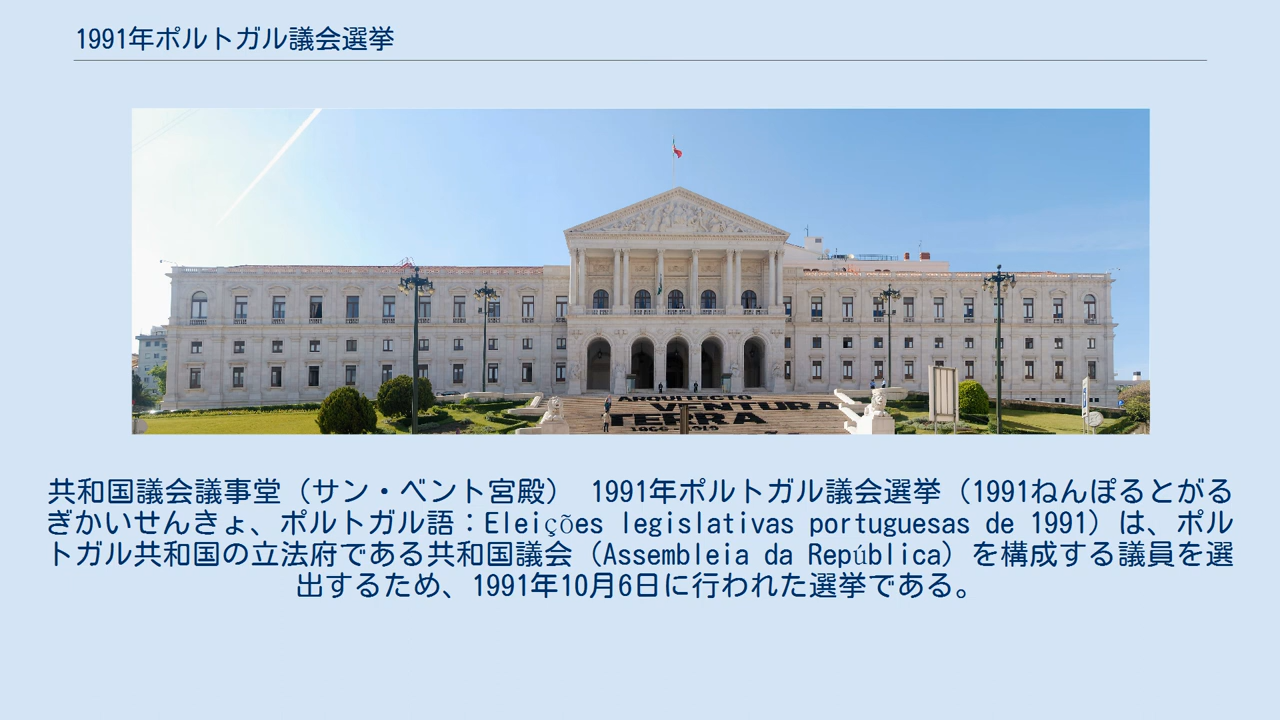 1991年ポルトガル議会選挙
ARQUITECTO
VENTURA
TERRA
1866-1919
共和国議会議事堂（サン・ベント宮殿） 1991年ポルトガル議会選挙（1991ねんぽるとがる
ぎかいせんきょ、ポルトガル語：Eleições legislativas portuguesas de 1991）は、ポル
トガル共和国の立法府である共和国議会（Assembleia da República）を構成する議員を選
出するため、1991年10月6日に行われた選挙である。